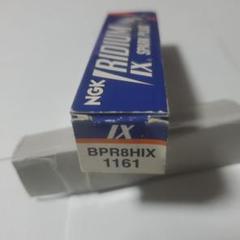 NGK
IRIDIUM
IX
SPARK PLUG
IX
BPR8HIX
1161